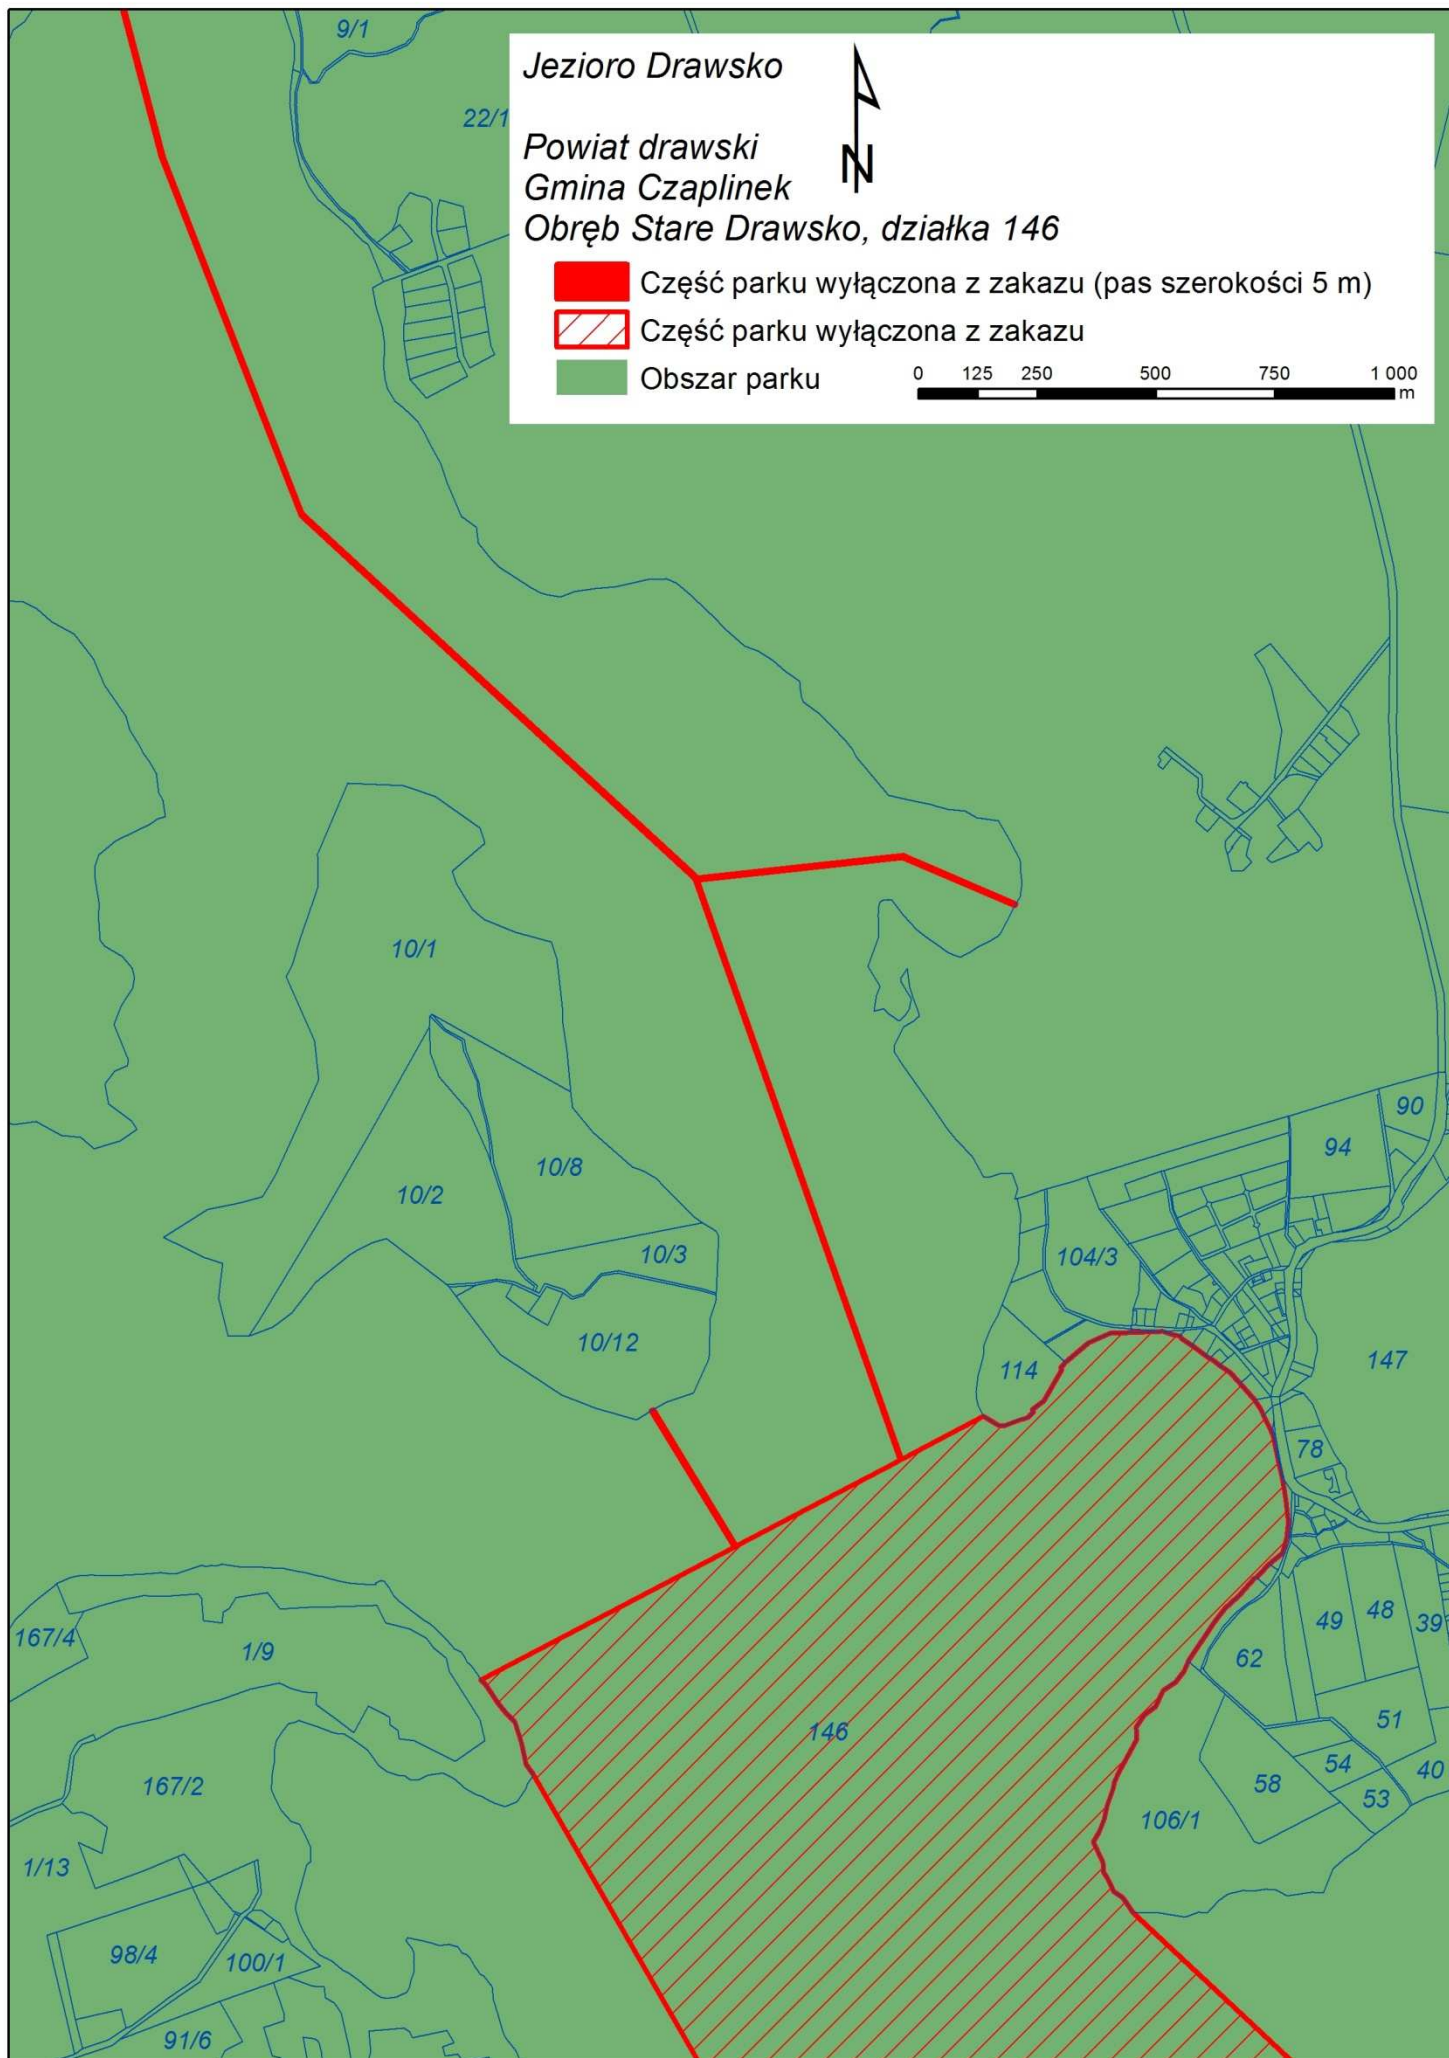 9/1
22/1
Jezioro Drawsko
N
Powiat drawski
Gmina Czaplinek
Obręb Stare Drawsko, działka 146
Część parku wyłączona z zakazu (pas szerokości 5 m)
Część parku wyłączona z zakazu
Obszar parku
0 125 250 500 750 1 000
m
10/1
90
94
10/8
10/2
10/3
104/3
10/12
114
147
78
49 48 39
167/4
1/9
62
146
51
54
40
58
53
167/2
106/1
1/13
98/4
100/1
91/6